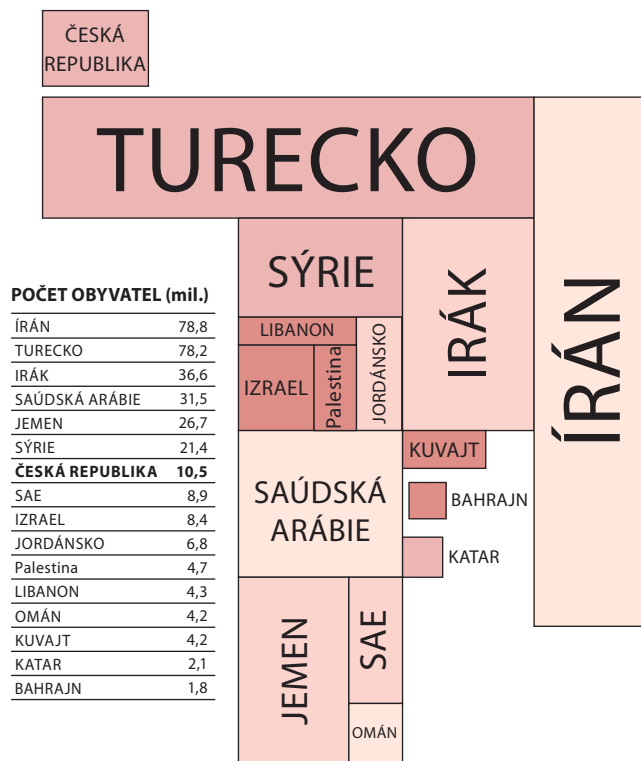 ČESKÁ
REPUBLIKA
TURECKO
ÍRÁN
SÝRIE
IRÁK
LIBANON
JORDÁNSKO
IZRAEL
Palestina
SAÚDSKÁ
ARÁBIE
KUVAJT
BAHRAJN
KATAR
JEMEN
SAE
OMÁN
POČET OBYVATEL (mil.)
ÍRÁN 78,8
TURECKO 78,2
IRÁK 36,6
SAÚDSKÁ ARÁBIE 31,5
JEMEN 26,7
SÝRIE 21,4
ČESKÁ REPUBLIKA 10,5
SAE 8,9
IZRAEL 8,4
JORDÁNSKO 6,8
Palestina 4,7
LIBANON 4,3
OMÁN 4,2
KUVAJT 4,2
KATAR 2,1
BAHRAJN 1,8